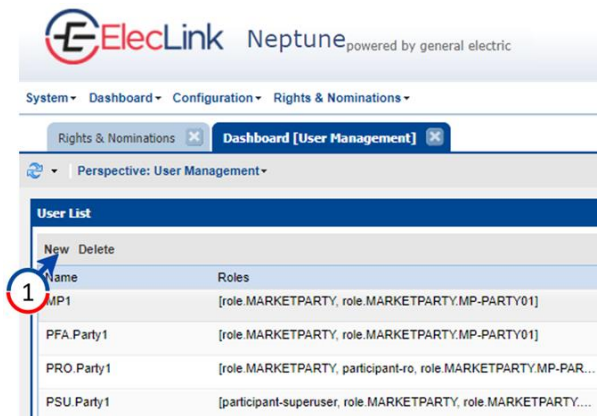 ElecLink Neptune powered by general electric
System Dashboard Configuration Rights & Nominations
Rights & Nominations Dashboard [User Management]
Perspective: User Management
User List
New Delete
Name Roles
1
MP1 [role.MARKETPARTY, role.MARKETPARTY.MP-PARTY01]
PFA.Party1 [role.MARKETPARTY, role.MARKETPARTY.MP-PARTY01]
PRO.Party1 [role.MARKETPARTY, participant-ro, role.MARKETPARTY.MP-PAR...
PSU.Party1 [participant-superuser, role.MARKETPARTY, role.MARKETPARTY....